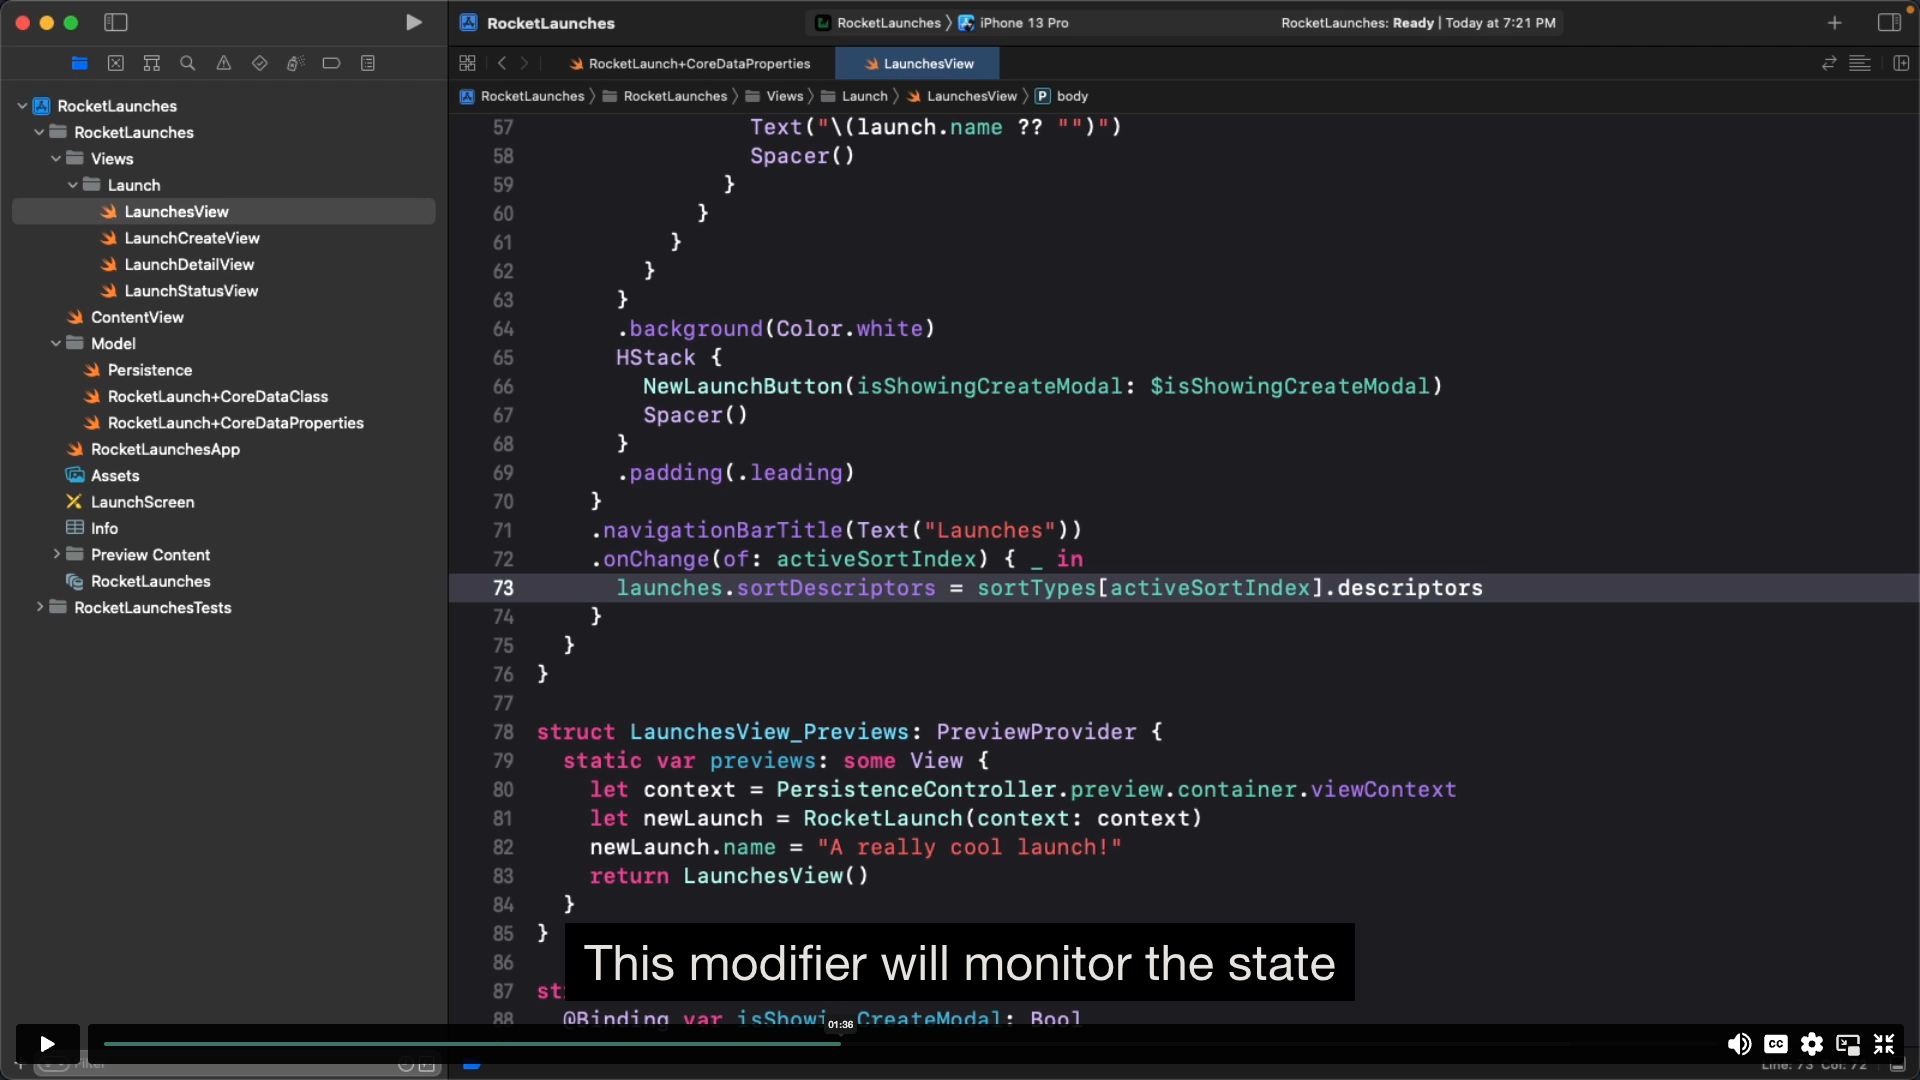 RocketLaunches
RocketLaunches 〉 iPhone 13 Pro
RocketLaunches: Ready | Today at 7:21 PM
RocketLaunch+CoreDataProperties
LaunchesView
RocketLaunches 〉 RocketLaunches 〉 Views 〉 Launch 〉 LaunchesView 〉 P body
RocketLaunches
RocketLaunches
Views
Launch
LaunchesView
LaunchCreateView
LaunchDetailView
LaunchStatusView
ContentView
Model
Persistence
RocketLaunch+CoreDataClass
RocketLaunch+CoreDataProperties
RocketLaunchesApp
Assets
LaunchScreen
Info
Preview Content
RocketLaunches
RocketLaunchesTests
57 Text("\(launch.name ?? "")")
58 Spacer()
59 }
60 }
61 }
62 }
63 }
64 .background(Color.white)
65 HStack {
66 NewLaunchButton(isShowingCreateModal: $isShowingCreateModal)
67 Spacer()
68 }
69 .padding(.leading)
70 }
71 .navigationBarTitle(Text("Launches"))
72 .onChange(of: activeSortIndex) { _ in
73 launches.sortDescriptors = sortTypes[activeSortIndex].descriptors
74 }
75 }
76 }
77
78 struct LaunchesView_Previews: PreviewProvider {
79 static var previews: some View {
80 let context = PersistenceController.preview.container.viewContext
81 let newLaunch = RocketLaunch(context: context)
82 newLaunch.name = "A really cool launch!"
83 return LaunchesView()
84 }
85 }
86
87
88 @Binding var CreateModal: Bool
This modifier will monitor the state
01:36
CC
Filter
Line: 73 Col: 72